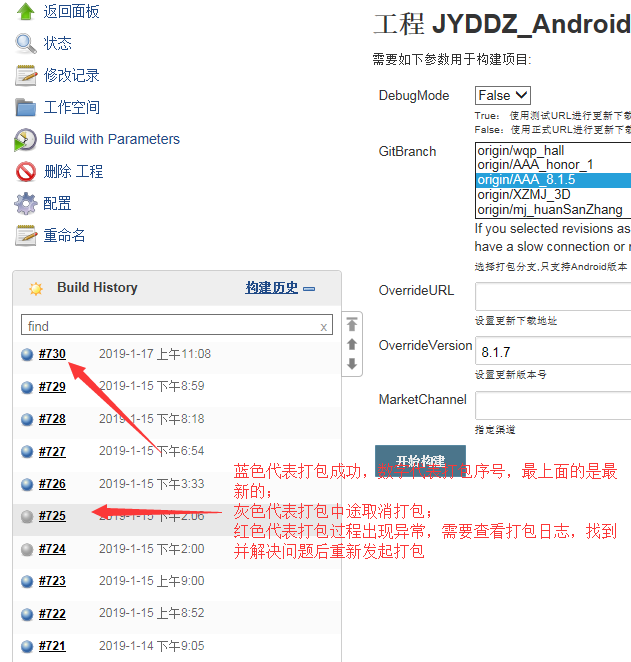 返回面板
状态
修改记录
工作空间
Build with Parameters
删除 工程
配置
重命名
Build History 构建历史
find x
#730 2019-1-17 上午11:08
#729 2019-1-15 下午8:59
#728 2019-1-15 下午8:18
#727 2019-1-15 下午6:54
#726 2019-1-15 下午3:33
#725 2019-1-15 下午2:06
#724 2019-1-15 下午2:00
#723 2019-1-15 上午9:00
#722 2019-1-15 上午8:52
#721 2019-1-14 下午9:05
工程 JYDDZ_Android
需要如下参数用于构建项目:
DebugMode False
True: 使用测试URL进行更新下载
False: 使用正式URL进行更新下载
GitBranch
origin/wqp_hall
origin/AAA_honor_1
origin/AAA_8.1.5
origin/XZMJ_3D
origin/mj_huanSanZhang
If you selected revisions as
have a slow connection or
选择打包分支,只支持Android版本
OverrideURL
设置更新下载地址
OverrideVersion 8.1.7
设置更新版本号
MarketChannel
指定渠道
开始构建
蓝色代表打包成功，数字代表打包序号，最上面的是最
新的；
灰色代表打包中途取消打包；
红色代表打包过程出现异常，需要查看打包日志，找到
并解决问题后重新发起打包